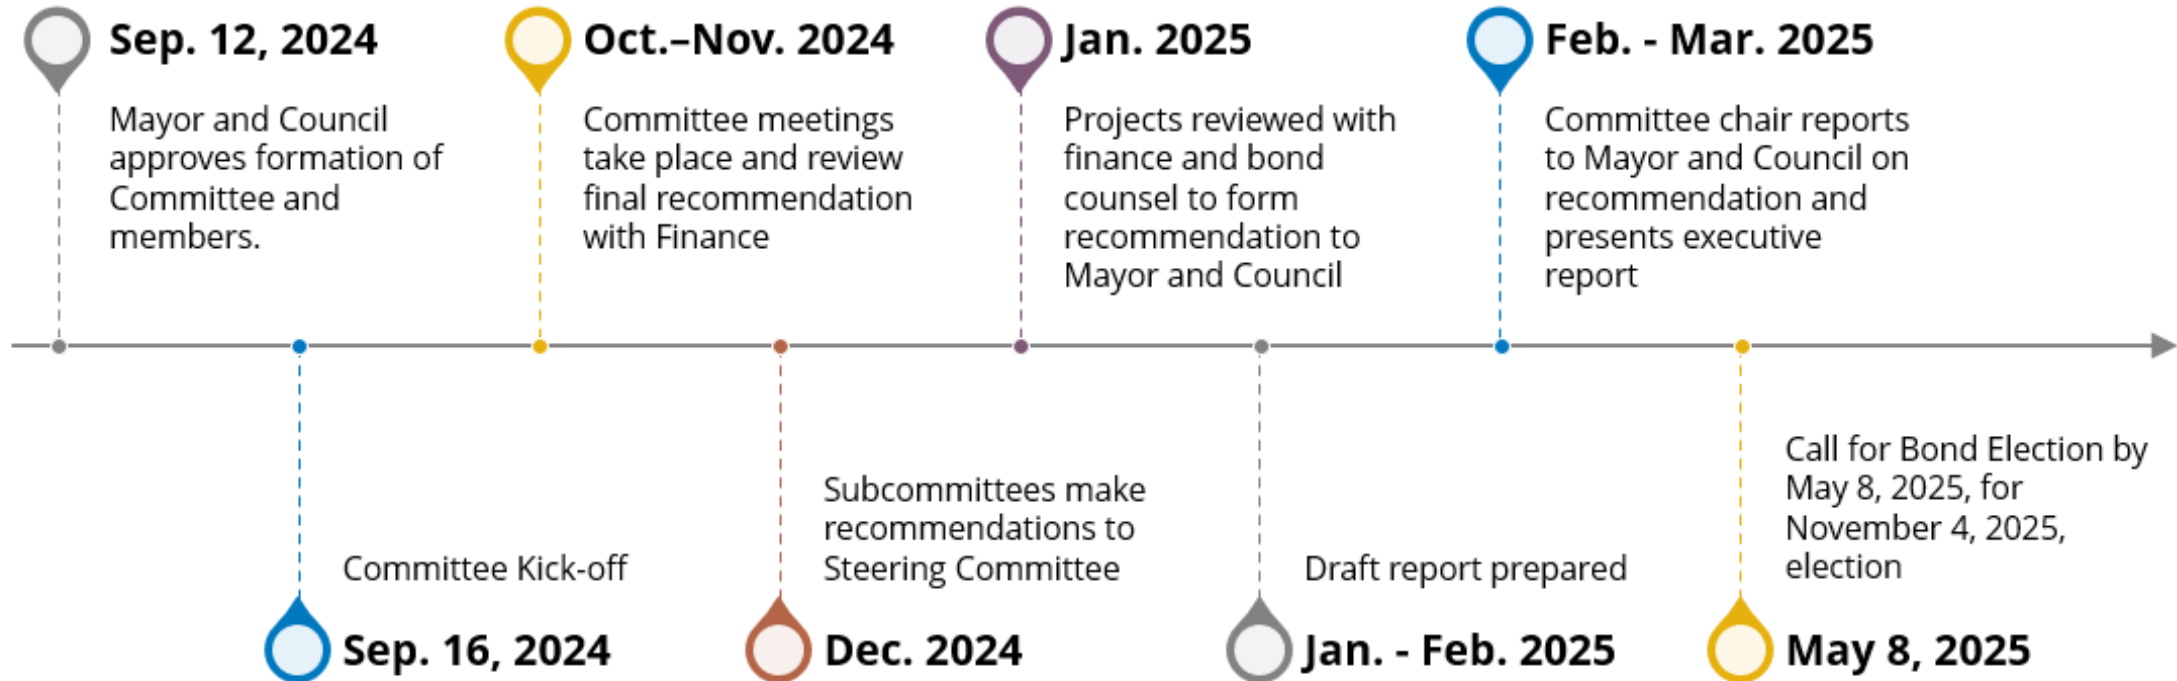 Sep. 12, 2024
Mayor and Council
approves formation of
Committee and
members.
Committee Kick-off
Sep. 16, 2024
Oct.–Nov. 2024
Committee meetings
take place and review
final recommendation
with Finance
Subcommittees make
recommendations to
Steering Committee
Dec. 2024
Jan. 2025
Projects reviewed with
finance and bond
counsel to form
recommendation to
Mayor and Council
Draft report prepared
Jan. - Feb. 2025
Feb. - Mar. 2025
Committee chair reports
to Mayor and Council on
recommendation and
presents executive
report
Call for Bond Election by
May 8, 2025, for
November 4, 2025,
election
May 8, 2025